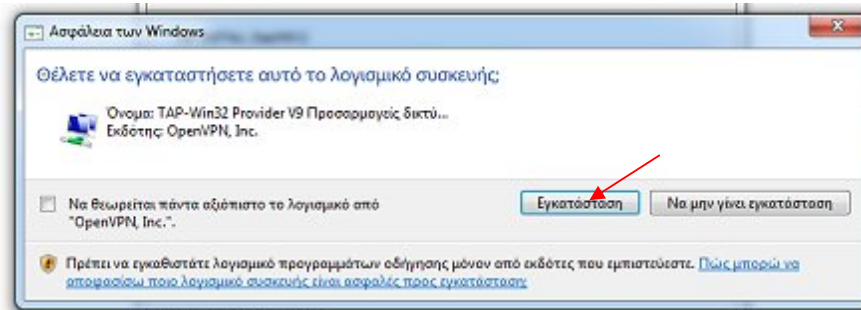 Ασφάλεια των Windows
Θέλετε να εγκαταστήσετε αυτό το λογισμικό συσκευής;
Όνομα: TAP-Win32 Provider V9 Προσαρμογείς δικτύ...
Εκδότης: OpenVPN, Inc.
Να θεωρείται πάντα αξιόπιστο το λογισμικό από
"OpenVPN, Inc.".
Εγκατάσταση
Να μην γίνει εγκατάσταση
Πρέπει να εγκαθιστάτε λογισμικό προγραμμάτων οδήγησης μόνον από εκδότες που εμπιστεύεστε. Πώς μπορώ να
αποφασίσω ποιο λογισμικό συσκευής είναι ασφαλές προς εγκατάσταση;